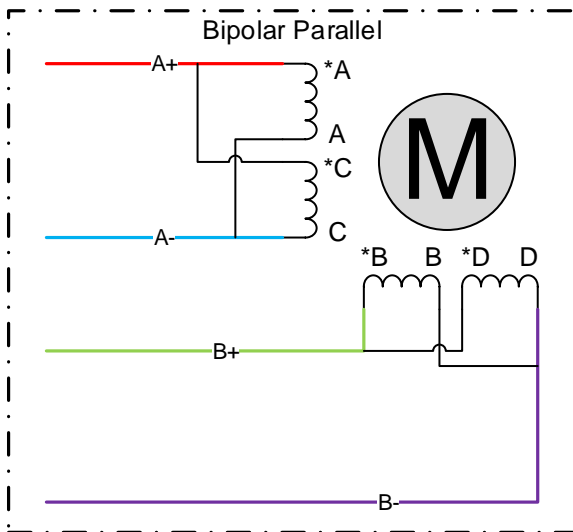 Bipolar Parallel
A+
*A
A
*C
M
A-
C
*B B *D D
B+
B-